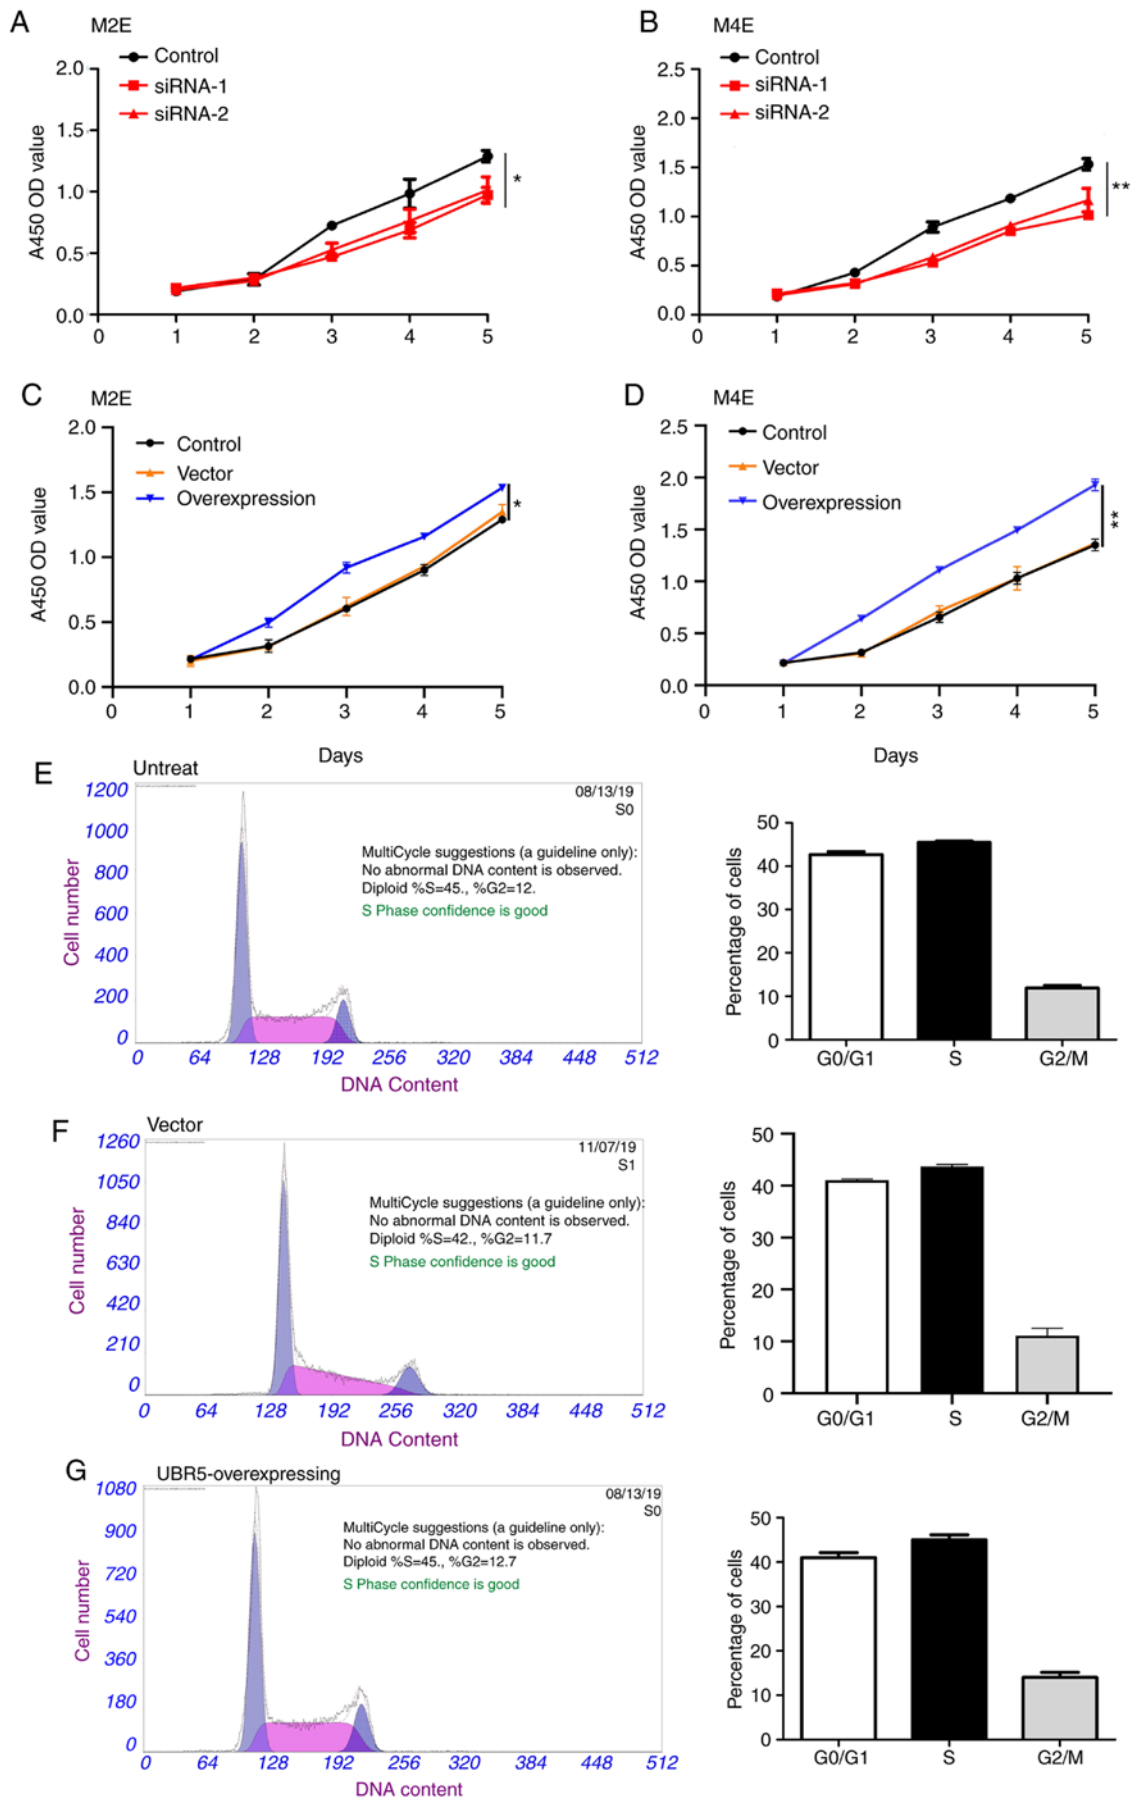 A
M2E
Control
siRNA-1
siRNA-2
2.0
1.5
1.0
0.5
0.0
A450 OD value
0 1 2 3 4 5
*
B
M4E
Control
siRNA-1
siRNA-2
2.5
2.0
1.5
1.0
0.5
0.0
A450 OD value
0 1 2 3 4 5
**
C
M2E
Control
Vector
Overexpression
2.0
1.5
1.0
0.5
0.0
A450 OD value
0 1 2 3 4 5
Days
*
D
M4E
Control
Vector
Overexpression
2.5
2.0
1.5
1.0
0.5
0.0
A450 OD value
0 1 2 3 4 5
Days
**
E
Untreat
08/13/19
S0
MultiCycle suggestions (a guideline only):
No abnormal DNA content is observed.
Diploid %S=45., %G2=12.
S Phase confidence is good
1200
1000
800
600
400
200
0
Cell number
0 64 128 192 256 320 384 448 512
DNA Content
50
40
30
20
10
0
Percentage of cells
G0/G1 S G2/M
F
Vector
11/07/19
S1
MultiCycle suggestions (a guideline only):
No abnormal DNA content is observed.
Diploid %S=42., %G2=11.7
S Phase confidence is good
1260
1050
840
630
420
210
0
Cell number
0 64 128 192 256 320 384 448 512
DNA Content
50
40
30
20
10
0
Percentage of cells
G0/G1 S G2/M
G
UBR5-overexpressing
08/13/19
S0
MultiCycle suggestions (a guideline only):
No abnormal DNA content is observed.
Diploid %S=45., %G2=12.7
S Phase confidence is good
1080
900
720
540
360
180
0
Cell number
0 64 128 192 256 320 384 448 512
DNA content
50
40
30
20
10
0
Percentage of cells
G0/G1 S G2/M